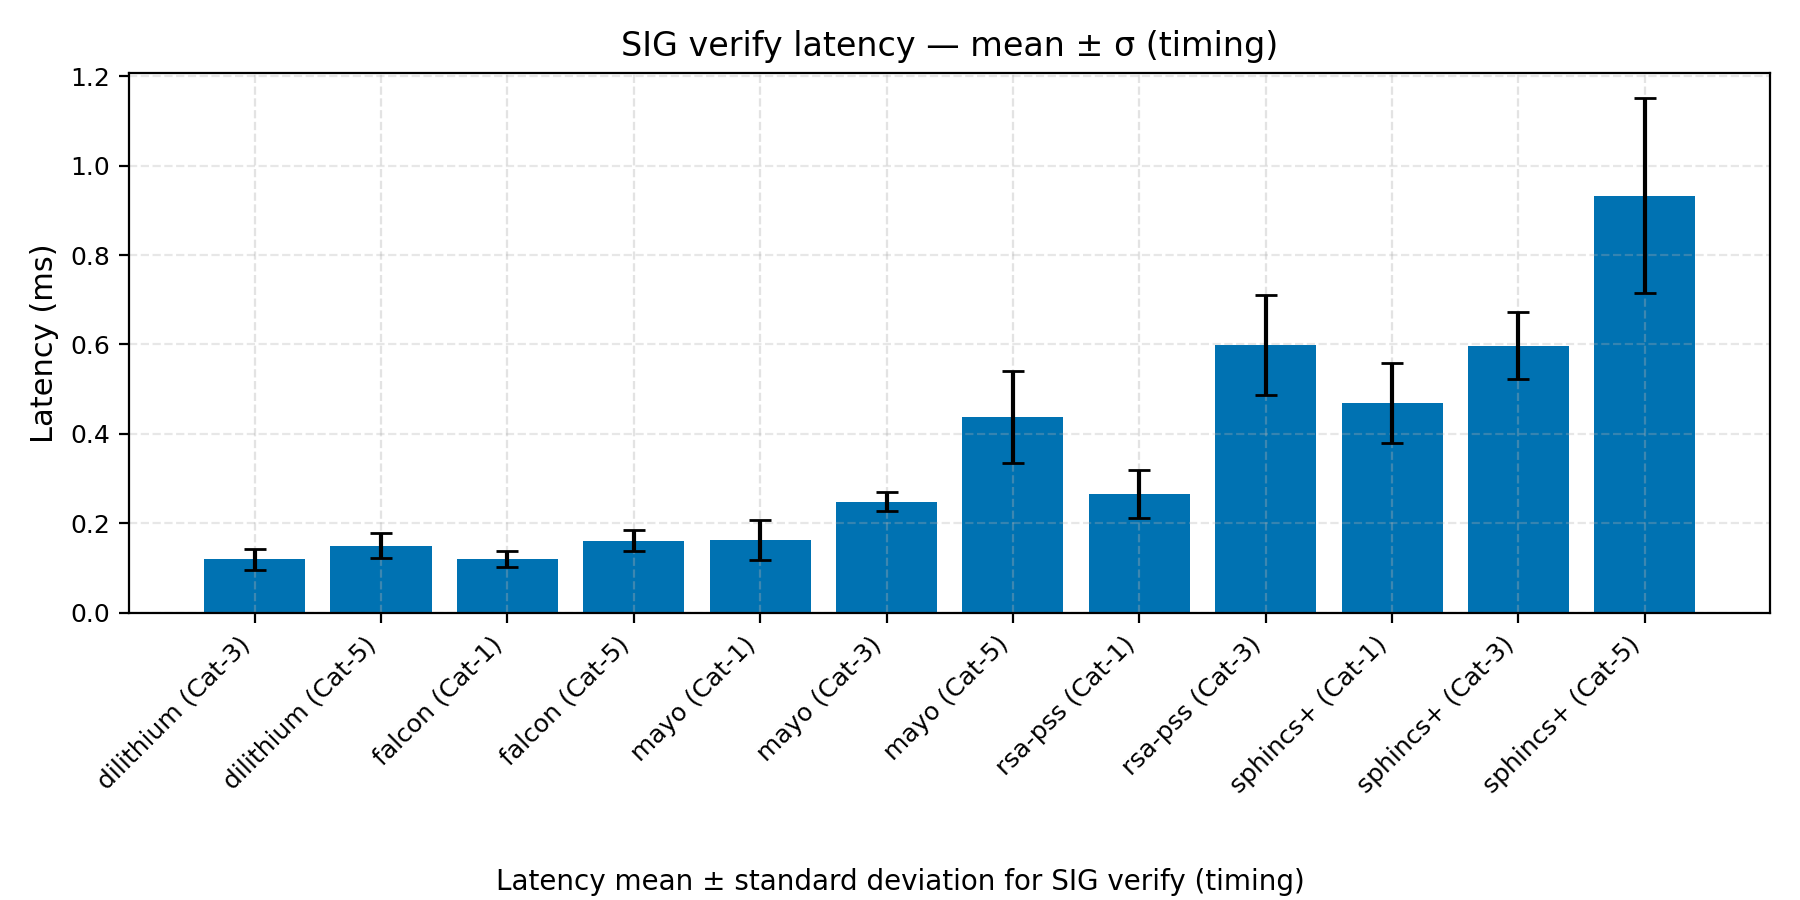 SIG verify latency — mean ± σ (timing)
Latency (ms)
1.2
1.0
0.8
0.6
0.4
0.2
0.0
dilithium (Cat-3)
dilithium (Cat-5)
falcon (Cat-1)
falcon (Cat-5)
mayo (Cat-1)
mayo (Cat-3)
mayo (Cat-5)
rsa-pss (Cat-1)
rsa-pss (Cat-3)
sphincs+ (Cat-1)
sphincs+ (Cat-3)
sphincs+ (Cat-5)
Latency mean ± standard deviation for SIG verify (timing)